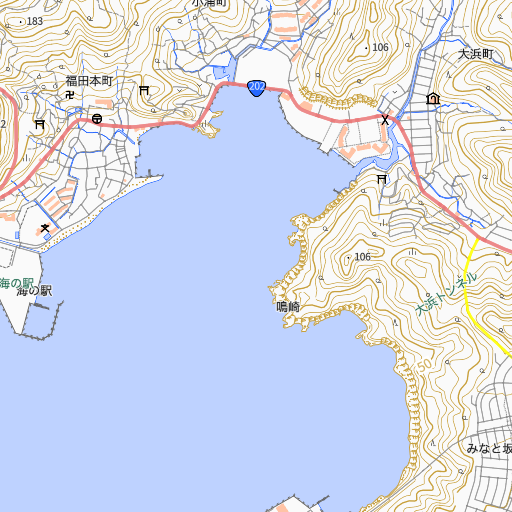 小浦町
183
106
大浜町
福田本町
202
2
106
海の駅
海の駅
大浜トンネル
鳴崎
50
みなと坂